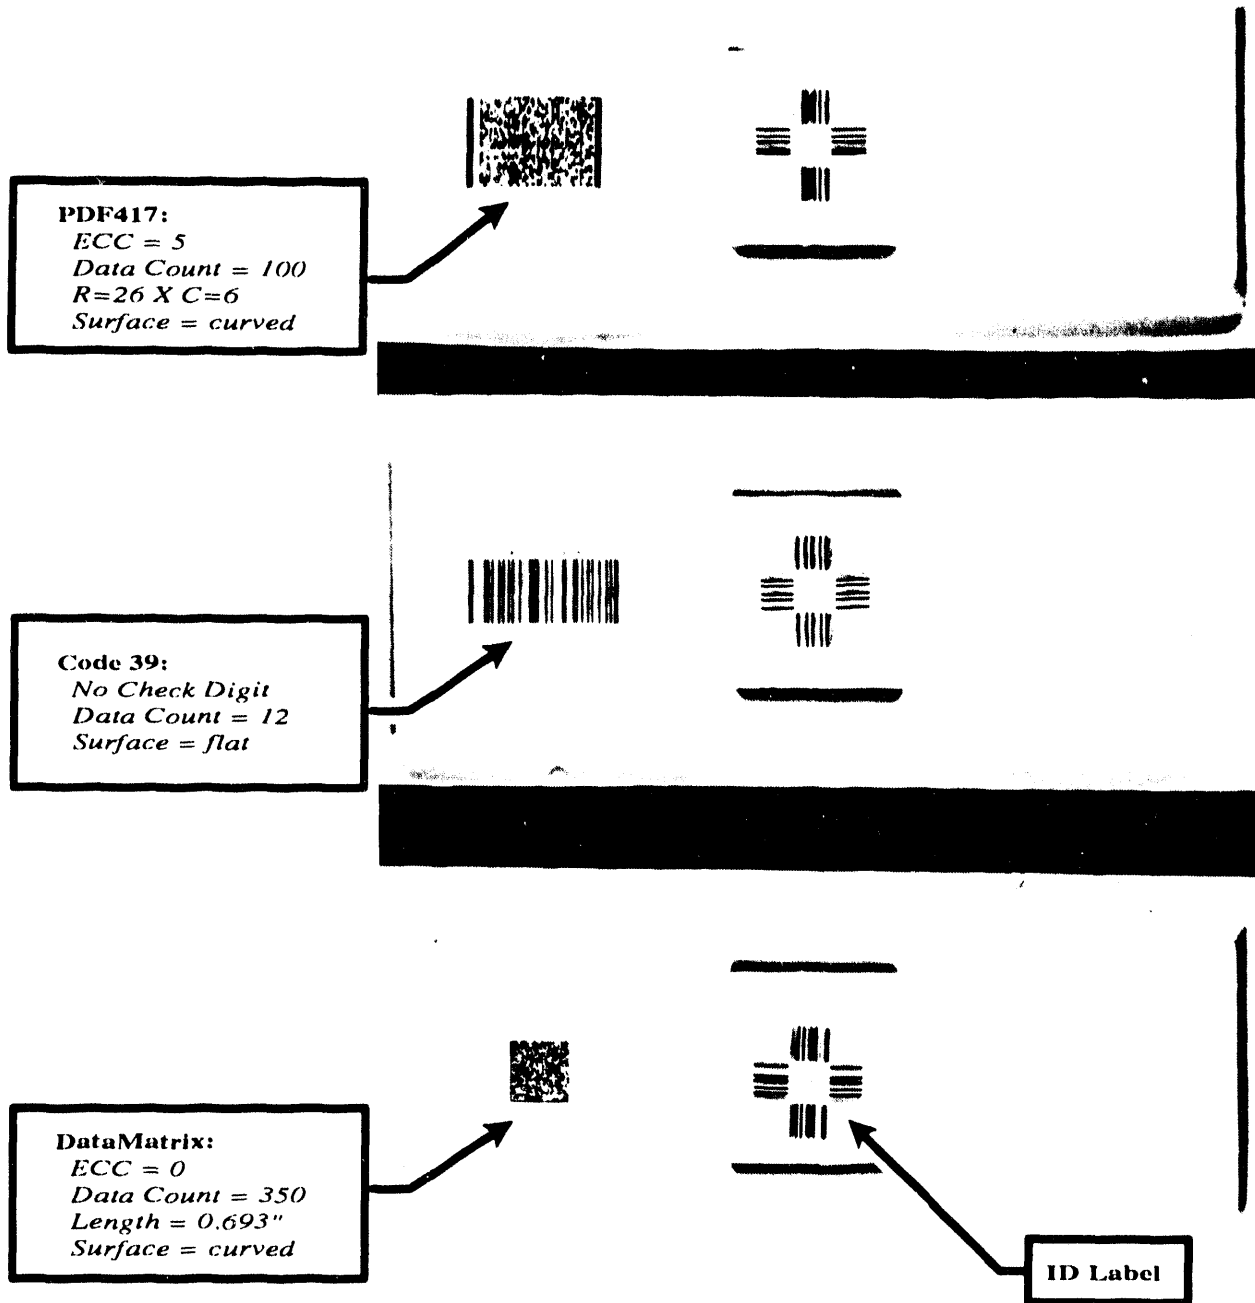 PDF417:
ECC = 5
Data Count = 100
R=26 X C=6
Surface = curved
Code 39:
No Check Digit
Data Count = 12
Surface = flat
DataMatrix:
ECC = 0
Data Count = 350
Length = 0.693"
Surface = curved
ID Label